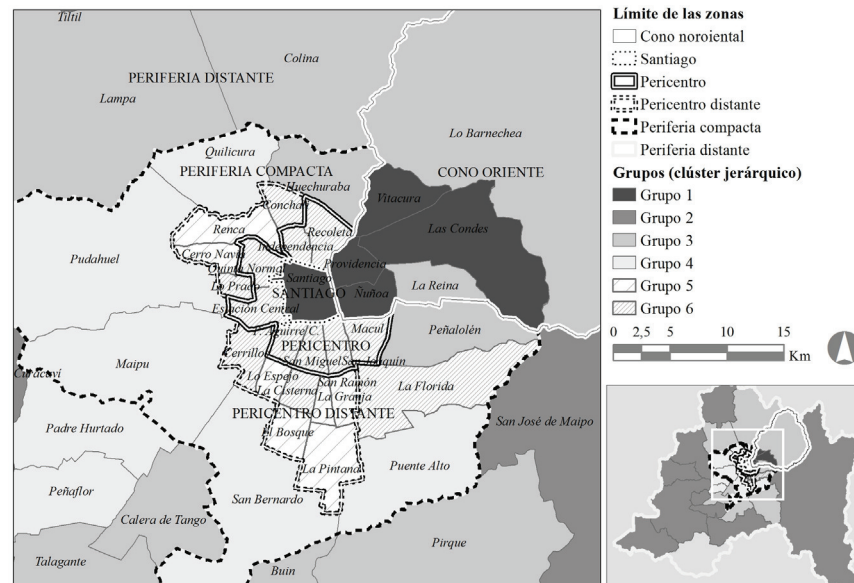 Tiltil
Colina
PERIFERIA DISTANTE
Lampa
Lo Barnechea
Quilicura
PERIFERIA COMPACTA
CONO ORIENTE
Huechuraba
Vitacura
Conchalí
Las Condes
Renca
Recoleta
Independencia
Pudahuel
Cerro Navia
Providencia
Quinta Normal
Santiago
La Reina
Lo Prado
SANTIAGO
Ñuñoa
Estación Central
P. Aguirre C.
Macul
Peñalolén
PERICENTRO
Maipu
Cerrillo
San Miguel
San Joaquín
Curacaví
Lo Espejo
San Ramón
La Florida
La Cisterna
La Granja
PERICENTRO DISTANTE
San José de Maipo
El Bosque
Padre Hurtado
La Pintana
Puente Alto
Peñaflor
San Bernardo
Calera de Tango
Pirque
Talagante
Buin
Límite de las zonas
Cono nororiental
Santiago
Pericentro
Pericentro distante
Periferia compacta
Periferia distante
Grupos (clúster jerárquico)
Grupo 1
Grupo 2
Grupo 3
Grupo 4
Grupo 5
Grupo 6
0 2,5 5 10 15
Km